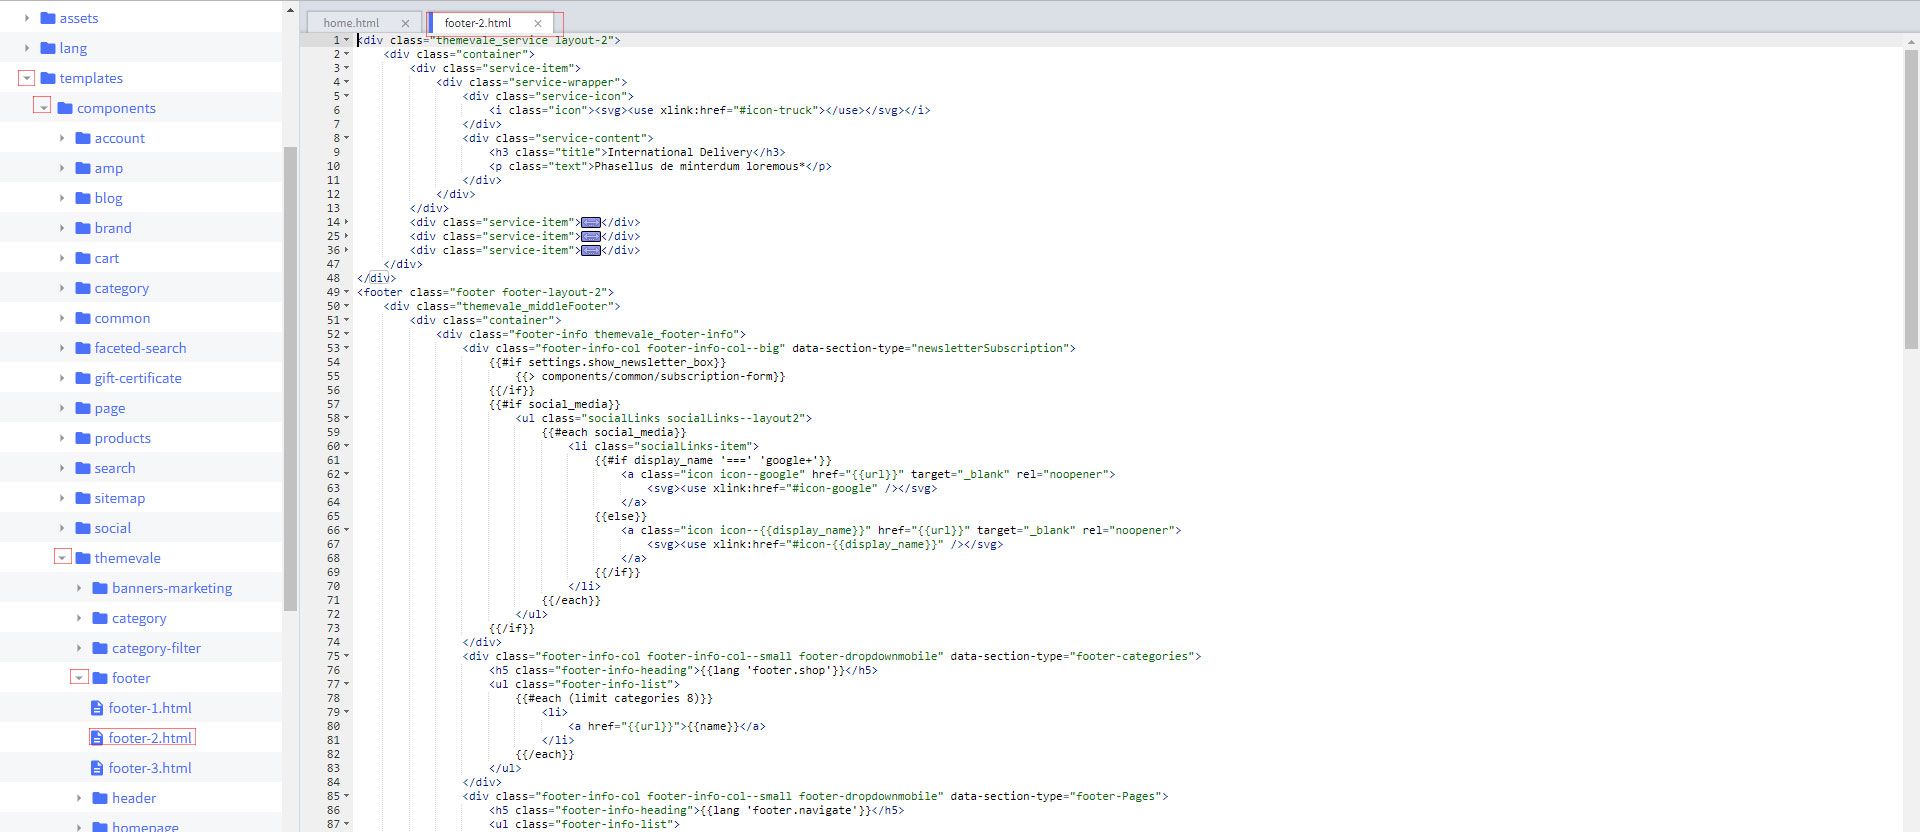 assets
lang
templates
components
account
amp
blog
brand
cart
category
common
faceted-search
gift-certificate
page
products
search
sitemap
social
themevale
banners-marketing
category
category-filter
footer
footer-1.html
footer-2.html
footer-3.html
header
homepage
home.html
footer-2.html
1 <div class="themevale_service layout-2">
2 <div class="container">
3 <div class="service-item">
4 <div class="service-wrapper">
5 <div class="service-icon">
6 <i class="icon"><svg><use xlink:href="#icon-truck"></use></svg></i>
7 </div>
8 <div class="service-content">
9 <h3 class="title">International Delivery</h3>
10 <p class="text">Phasellus de minterdum loremous*</p>
11 </div>
12 </div>
13 </div>
14 <div class="service-item"></div>
25 <div class="service-item"></div>
36 <div class="service-item"></div>
47 </div>
48 </div>
49 <footer class="footer footer-layout-2">
50 <div class="themevale_middleFooter">
51 <div class="container">
52 <div class="footer-info themevale_footer-info">
53 <div class="footer-info-col footer-info-col--big" data-section-type="newsletterSubscription">
54 {{#if settings.show_newsletter_box}}
55 {{> components/common/subscription-form}}
56 {{/if}}
57 {{#if social_media}}
58 <ul class="socialLinks socialLinks--layout2">
59 {{#each social_media}}
60 <li class="socialLinks-item">
61 {{#if display_name '===' 'google+'}}
62 <a class="icon icon--google" href="{{url}}" target="_blank" rel="noopener">
63 <svg><use xlink:href="#icon-google" /></svg>
64 </a>
65 {{else}}
66 <a class="icon icon--{{display_name}}" href="{{url}}" target="_blank" rel="noopener">
67 <svg><use xlink:href="#icon-{{display_name}}" /></svg>
68 </a>
69 {{/if}}
70 </li>
71 {{/each}}
72 </ul>
73 {{/if}}
74 </div>
75 <div class="footer-info-col footer-info-col--small footer-dropdownmobile" data-section-type="footer-categories">
76 <h5 class="footer-info-heading">{{lang 'footer.shop'}}</h5>
77 <ul class="footer-info-list">
78 {{#each (limit categories 8)}}
79 <li>
80 <a href="{{url}}">{{name}}</a>
81 </li>
82 {{/each}}
83 </ul>
84 </div>
85 <div class="footer-info-col footer-info-col--small footer-dropdownmobile" data-section-type="footer-Pages">
86 <h5 class="footer-info-heading">{{lang 'footer.navigate'}}</h5>
87 <ul class="footer-info-list">